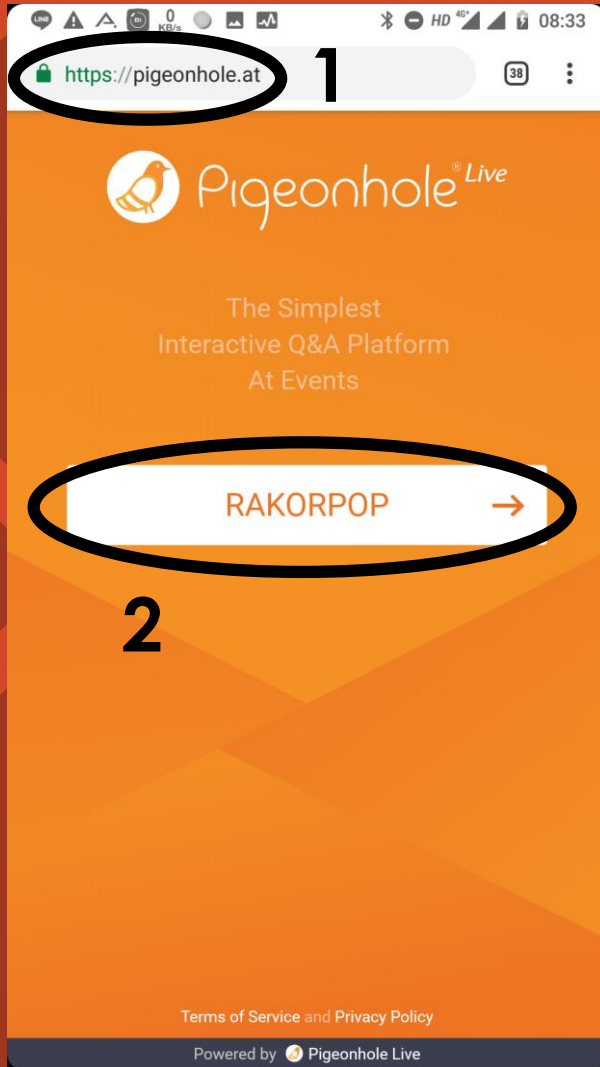 0
KB/s
HD 4G+ 08:33
https://pigeonhole.at
38
1
Pigeonhole® Live
The Simplest
Interactive Q&A Platform
At Events
RAKORPOP →
2
Terms of Service and Privacy Policy
Powered by Pigeonhole Live